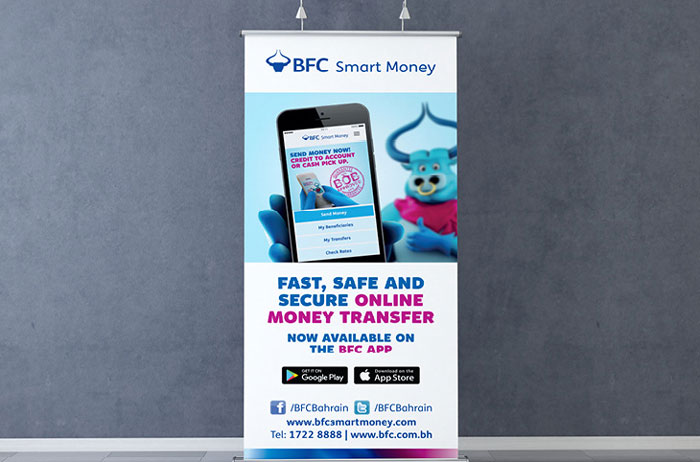 BFC Smart Money
BFC Smart Money
SEND MONEY NOW!
CREDIT TO ACCOUNT
OR CASH PICK UP.
BOB
Send Money
My Beneficiaries
My Transfers
Check Rates
FAST, SAFE AND
SECURE ONLINE
MONEY TRANSFER
NOW AVAILABLE ON
THE BFC APP
GET IT ON
Google Play
Download on the
App Store
/BFCBahrain /BFCBahrain
www.bfcsmartmoney.com
Tel: 1722 8888 | www.bfc.com.bh